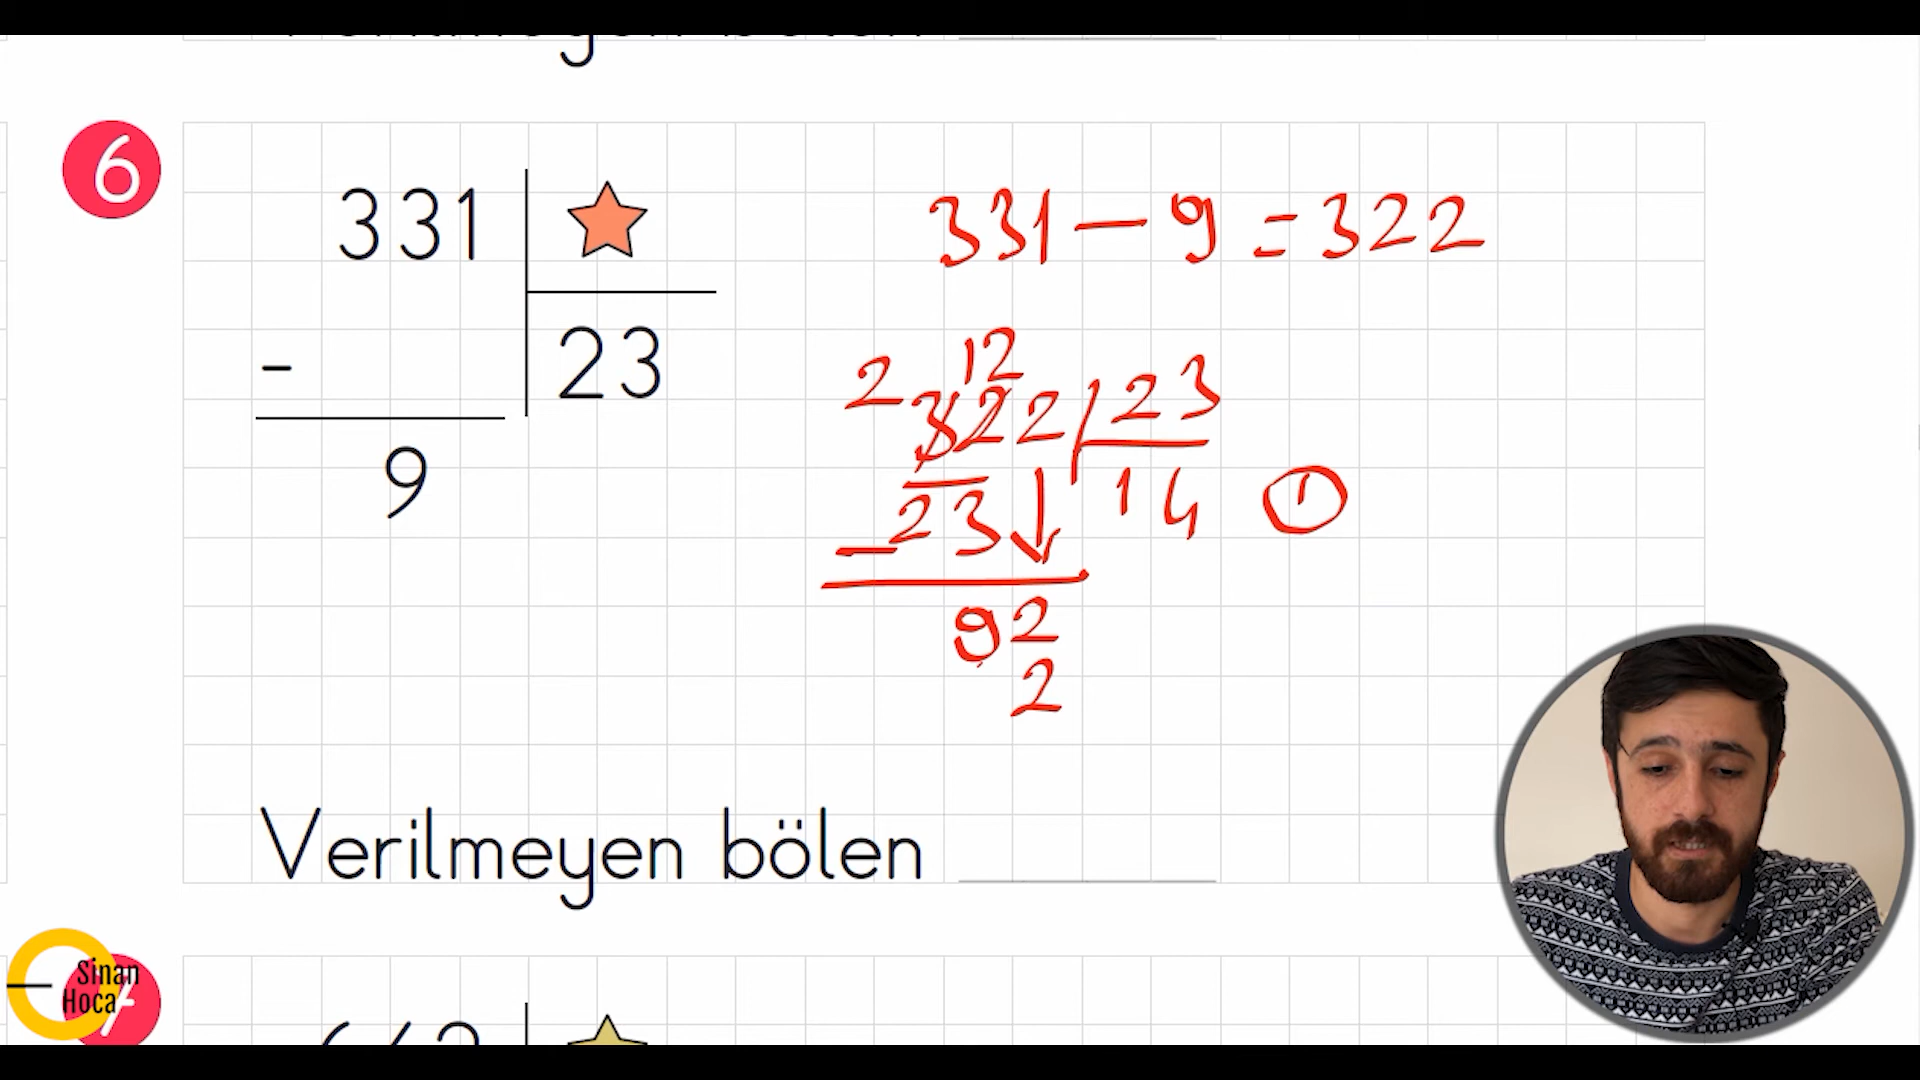 6
331
23
-
9
331 - 9 = 322
2 12
322 23
23 14 1
-
92
2
Verilmeyen bölen
Sinan
Hoca